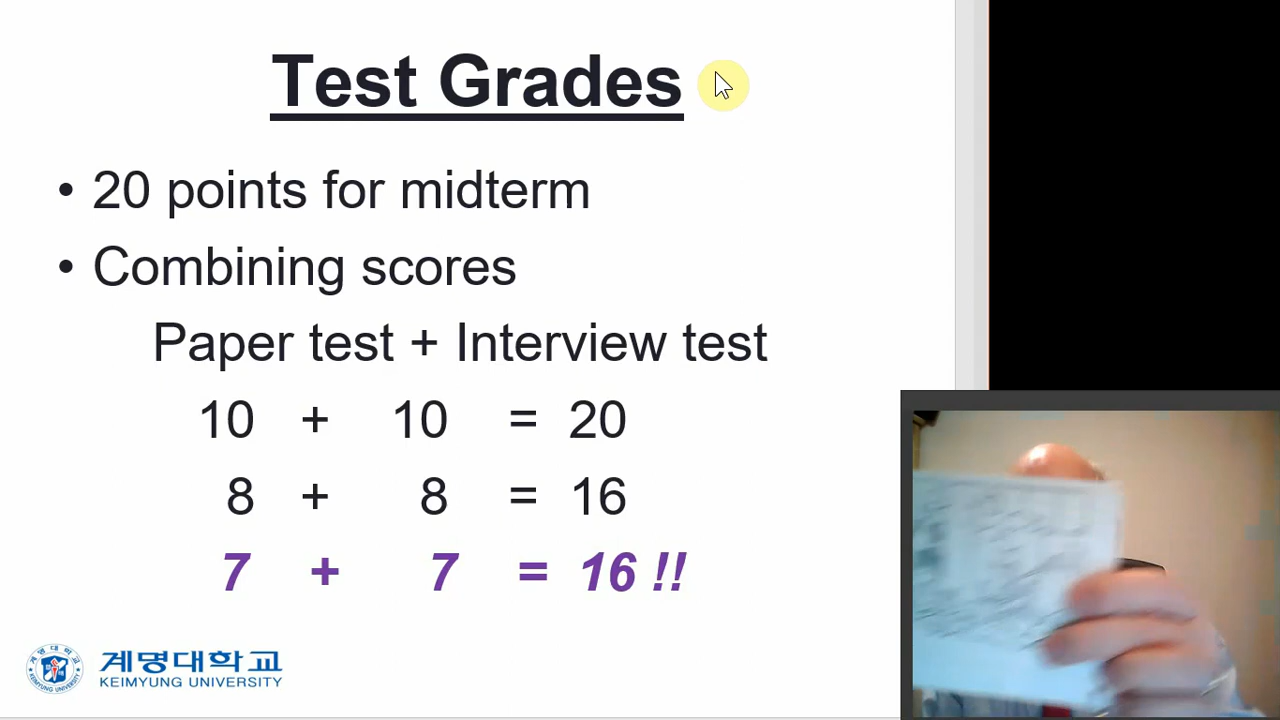 Test Grades
• 20 points for midterm
• Combining scores
Paper test + Interview test
10 + 10 = 20
8 + 8 = 16
7 + 7 = 16 !!
계명대학교
KEIMYUNG UNIVERSITY